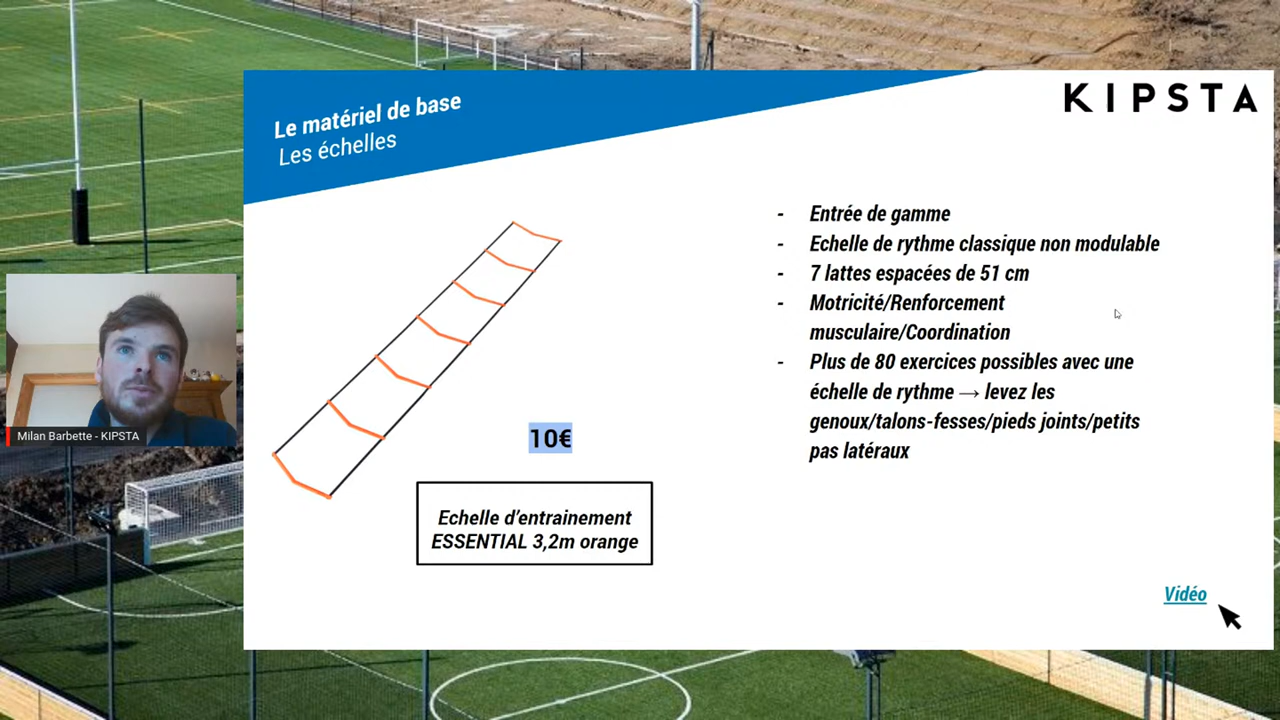 Le matériel de base
Les échelles
KIPSTA
- Entrée de gamme
- Echelle de rythme classique non modulable
- 7 lattes espacées de 51 cm
- Motricité/Renforcement
musculaire/Coordination
- Plus de 80 exercices possibles avec une
échelle de rythme → levez les
genoux/talons-fesses/pieds joints/petits
pas latéraux
10€
Echelle d’entrainement
ESSENTIAL 3,2m orange
Vidéo
Milan Barbette - KIPSTA